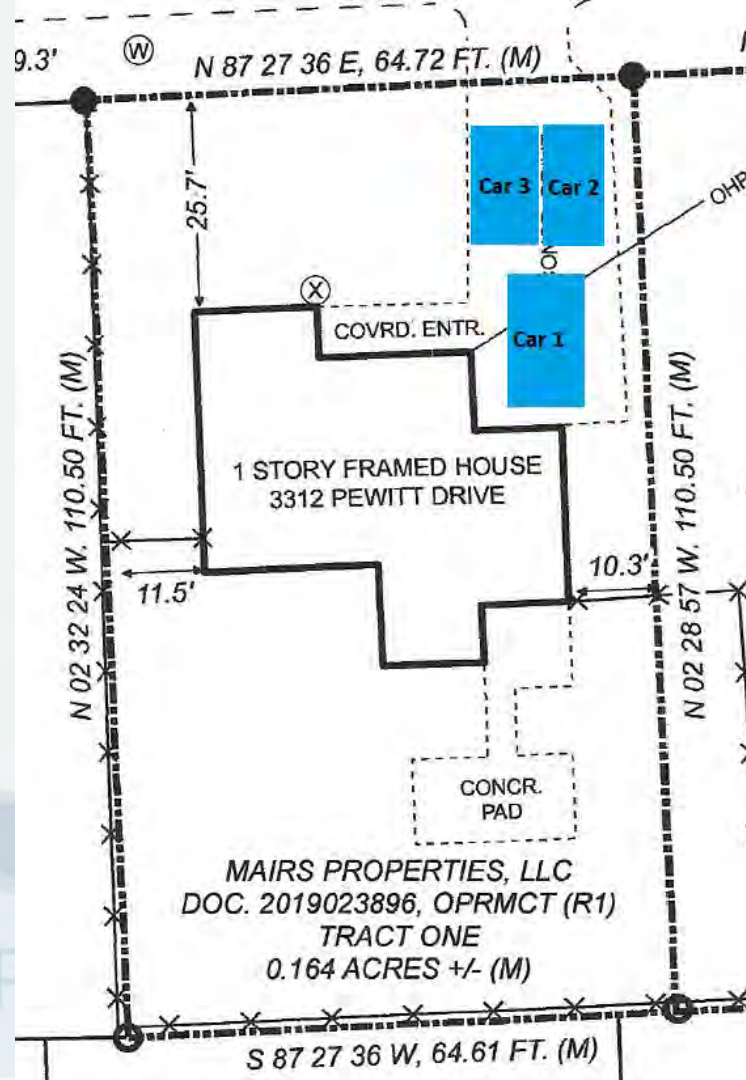 9.3'
W
N 87 27 36 E, 64.72 FT. (M)
25.7'
Car 3
Car 2
OHP
X
COVRD. ENTR.
Car 1
1 STORY FRAMED HOUSE
3312 PEWITT DRIVE
N 02 32 24 W. 110.50 FT. (M)
N 02 28 57 W. 110.50 FT. (M)
11.5'
10.3'
CONCR.
PAD
MAIRS PROPERTIES, LLC
DOC. 2019023896, OPRMCT (R1)
TRACT ONE
0.164 ACRES +/- (M)
S 87 27 36 W, 64.61 FT. (M)